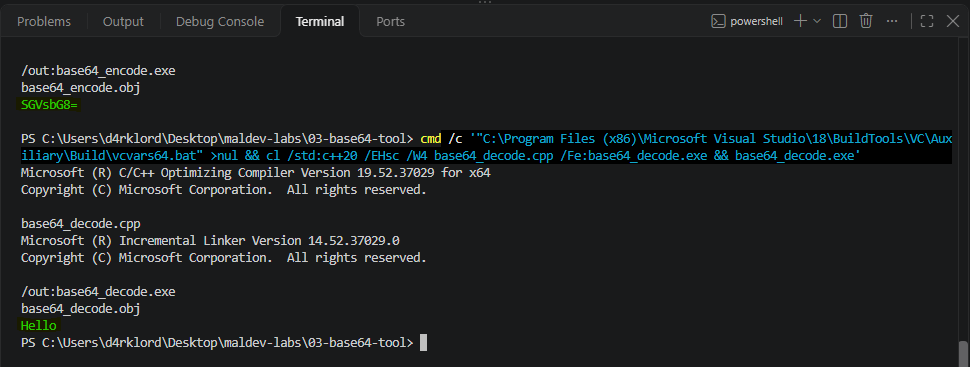 Problems Output Debug Console Terminal Ports powershell
/out:base64_encode.exe
base64_encode.obj
SGVsbG8=
PS C:\Users\d4rklord\Desktop\maldev-labs\03-base64-tool> cmd /c '"C:\Program Files (x86)\Microsoft Visual Studio\18\BuildTools\VC\Aux
iliary\Build\vcvars64.bat" >nul && cl /std:c++20 /EHsc /W4 base64_decode.cpp /Fe:base64_decode.exe && base64_decode.exe'
Microsoft (R) C/C++ Optimizing Compiler Version 19.52.37029 for x64
Copyright (C) Microsoft Corporation.  All rights reserved.
base64_decode.cpp
Microsoft (R) Incremental Linker Version 14.52.37029.0
Copyright (C) Microsoft Corporation.  All rights reserved.
/out:base64_decode.exe
base64_decode.obj
Hello
PS C:\Users\d4rklord\Desktop\maldev-labs\03-base64-tool>